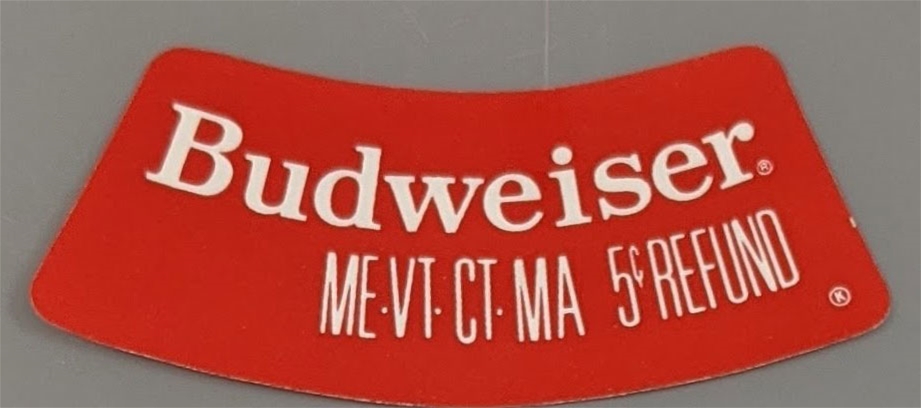 Budweiser®
ME·VT·CT·MA 5¢ REFUND
Ⓚ